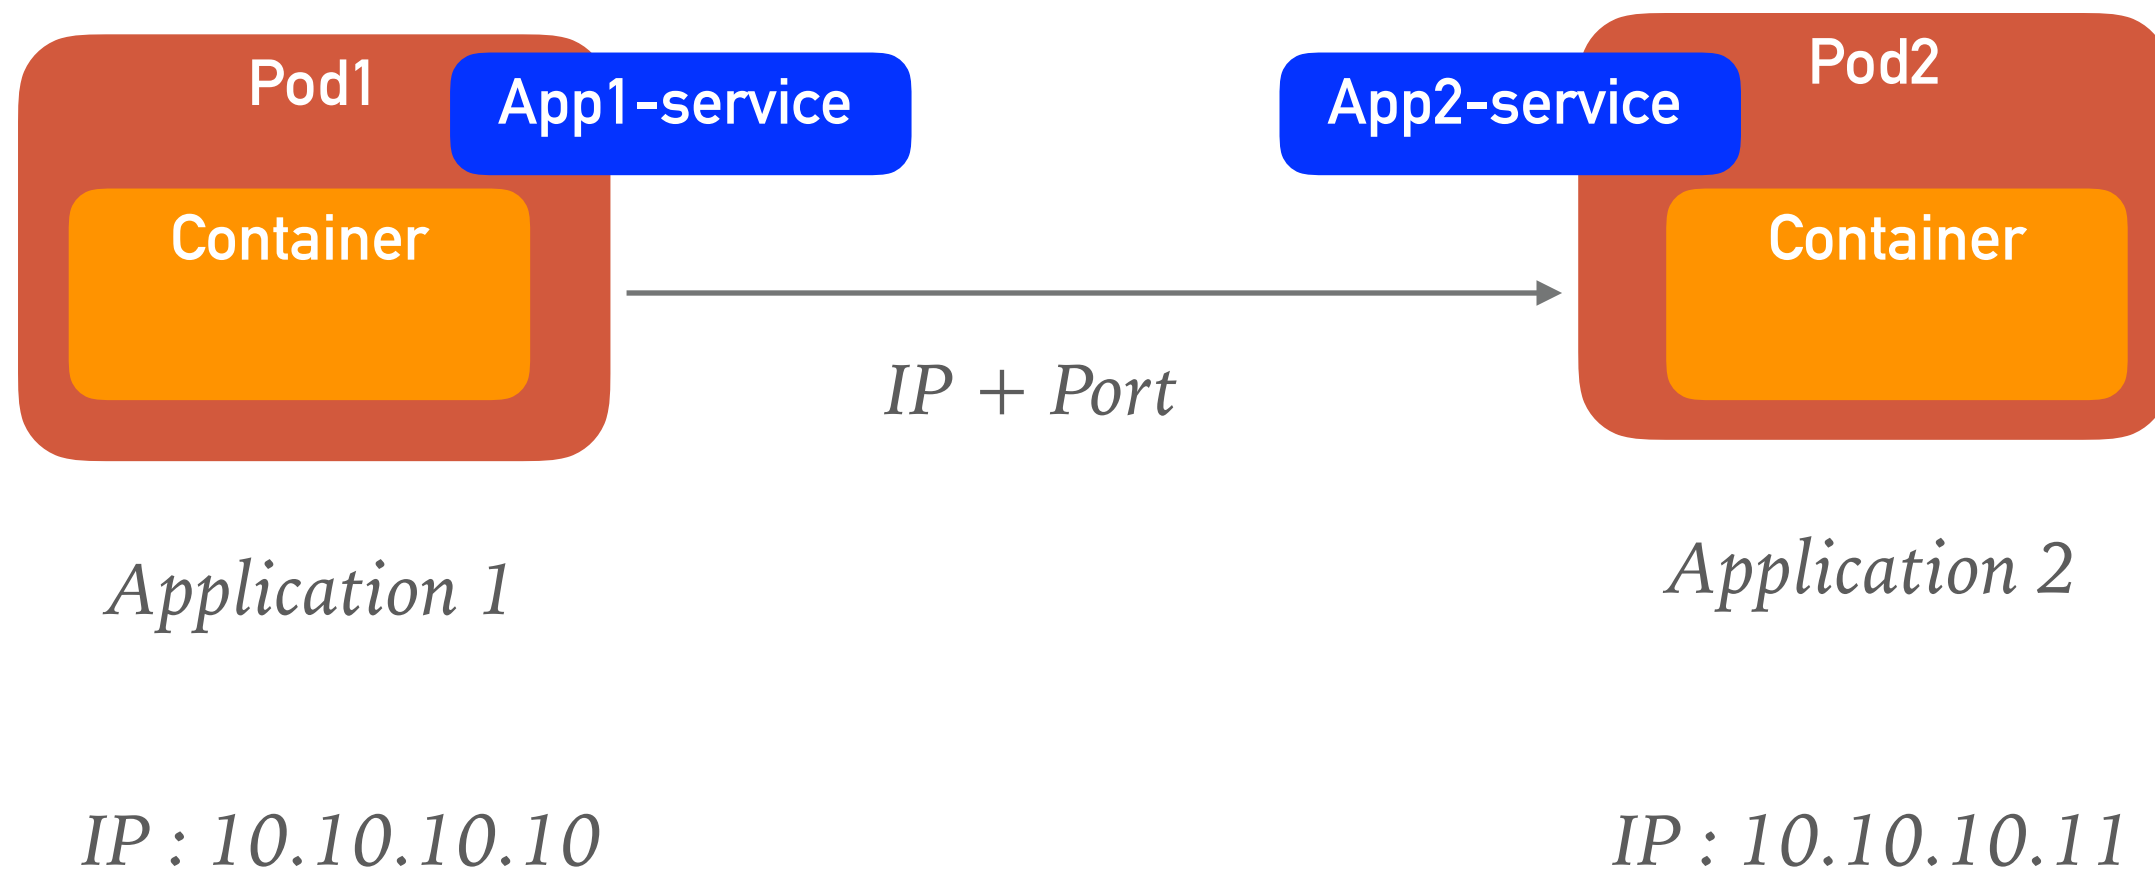 Pod1
App1-service
Container
App2-service
Pod2
Container
IP + Port
Application 1
Application 2
IP : 10.10.10.10
IP : 10.10.10.11